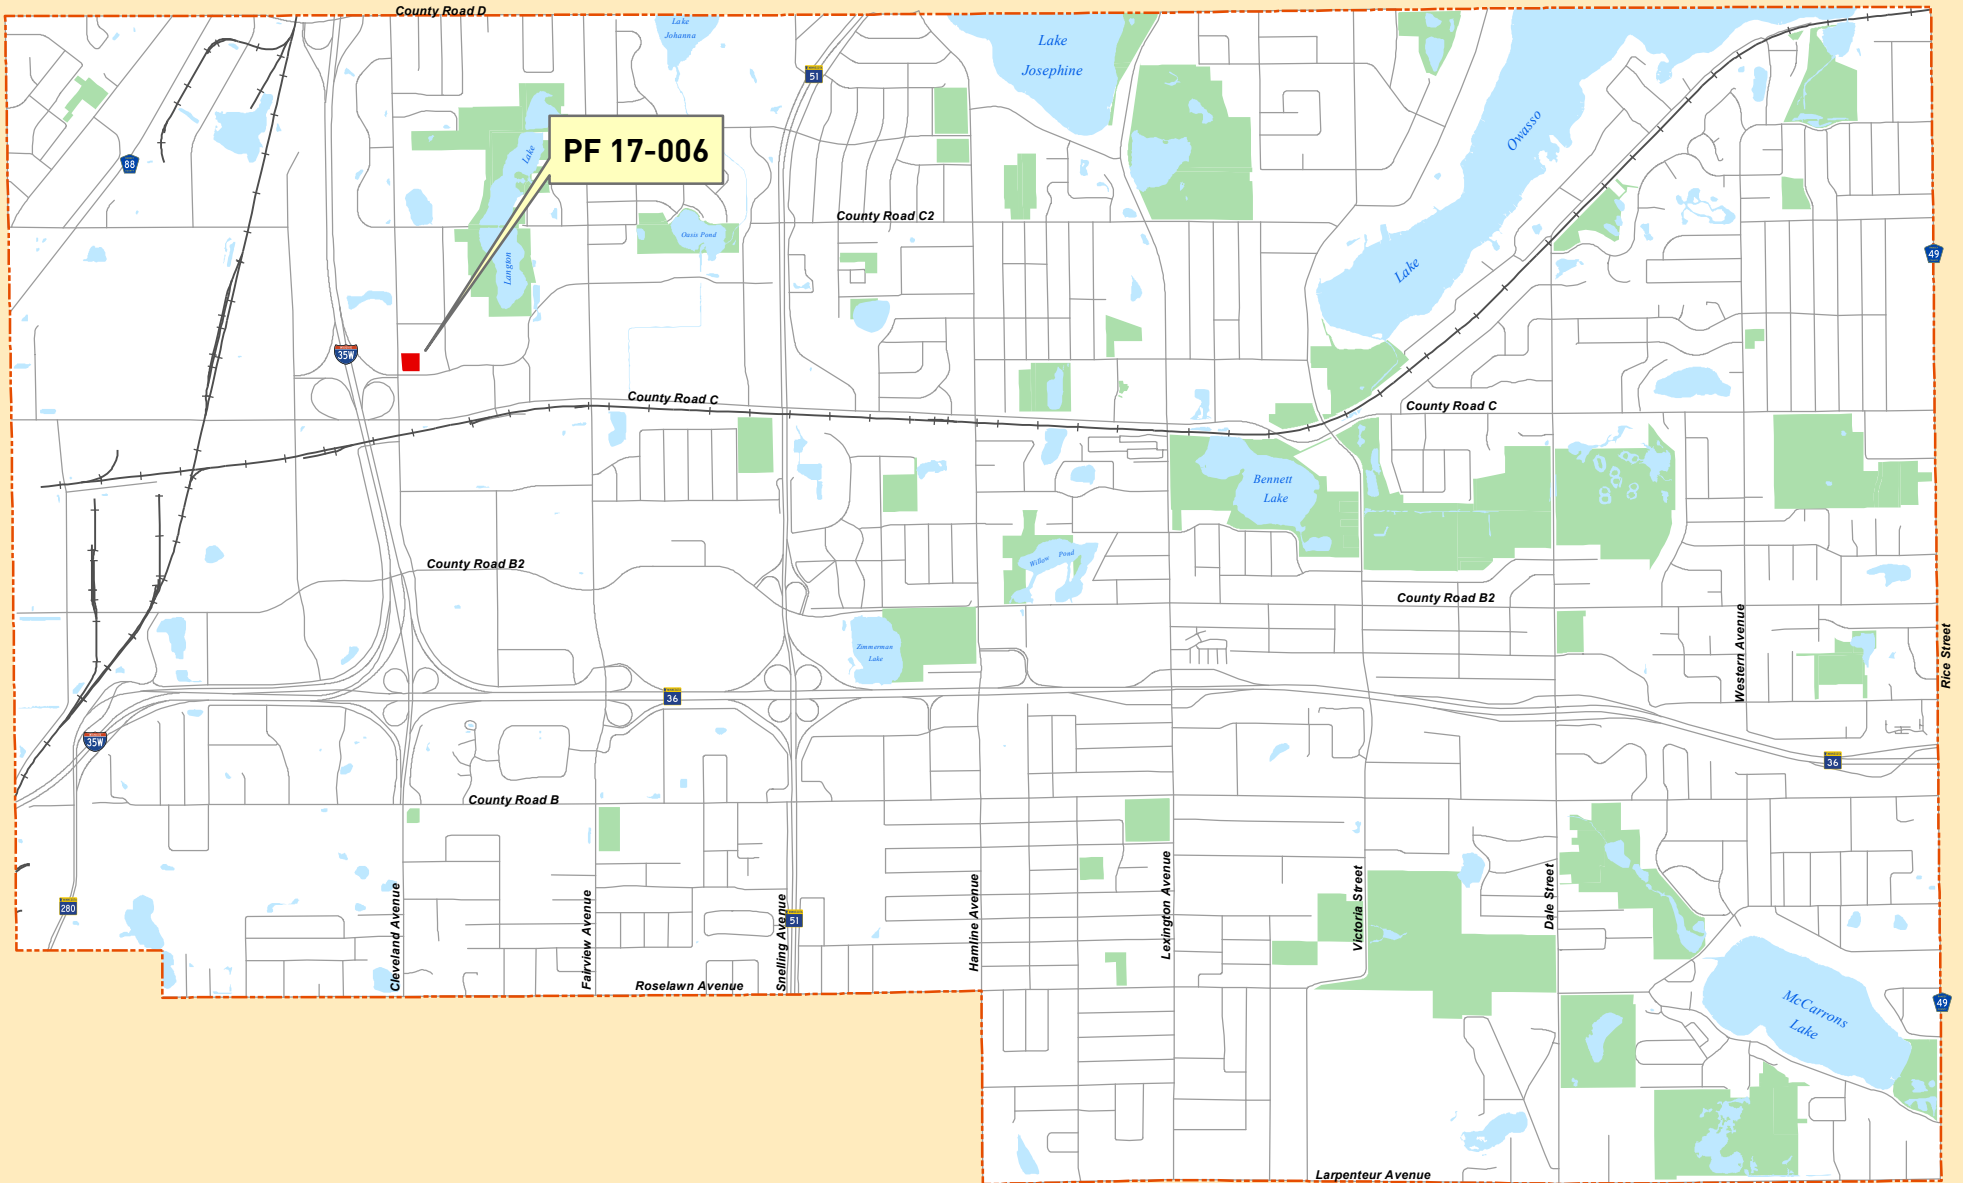 County Road D
Lake
Johanna
Lake
Josephine
51
88
PF 17-006
Lake
Langton
Owasso
Lake
County Road C2
Oasis Pond
49
35W
County Road C
County Road C
Bennett
Lake
Willow Pond
County Road B2
County Road B2
Zimmerman
Lake
Western Avenue
Rice Street
36
35W
36
County Road B
280
Cleveland Avenue
Fairview Avenue
Snelling Avenue
51
Hamline Avenue
Lexington Avenue
Victoria Street
Dale Street
Roselawn Avenue
McCarrons
Lake
49
Larpenteur Avenue